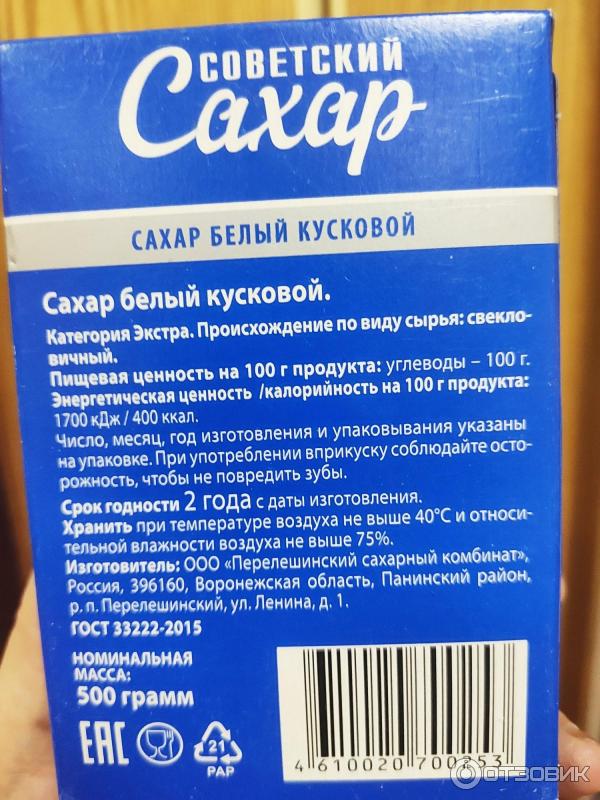 СОВЕТСКИЙ
Сахар
САХАР БЕЛЫЙ КУСКОВОЙ
Сахар белый кусковой.
Категория Экстра. Происхождение по виду сырья: свекло-
вичный.
Пищевая ценность на 100 г продукта: углеводы – 100 г.
Энергетическая ценность /калорийность на 100 г продукта:
1700 кДж / 400 ккал.
Число, месяц, год изготовления и упаковывания указаны
на упаковке. При употреблении вприкуску соблюдайте осто-
рожность, чтобы не повредить зубы.
Срок годности 2 года с даты изготовления.
Хранить при температуре воздуха не выше 40°С и относи-
тельной влажности воздуха не выше 75%.
Изготовитель: ООО "Перелешинский сахарный комбинат",
Россия, 396160, Воронежская область, Панинский район,
р. п. Перелешинский, ул. Ленина, д. 1.
ГОСТ 33222-2015
НОМИНАЛЬНАЯ
МАССА:
500 грамм
ЕАС
21
PAP
4 610020 700253
ОТЗОВИК